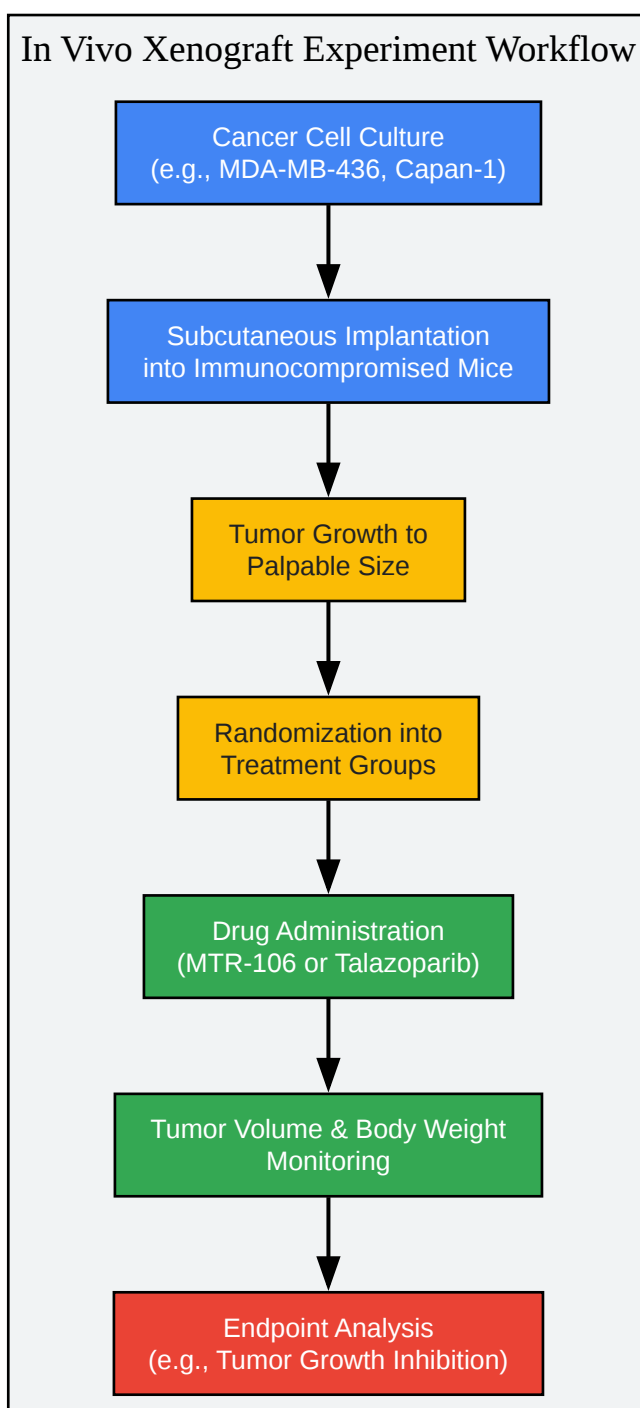 In Vivo Xenograft Experiment Workflow
Cancer Cell Culture
(e.g., MDA-MB-436, Capan-1)
Subcutaneous Implantation
into Immunocompromised Mice
Tumor Growth to
Palpable Size
Randomization into
Treatment Groups
Drug Administration
(MTR-106 or Talazoparib)
Tumor Volume & Body Weight
Monitoring
Endpoint Analysis
(e.g., Tumor Growth Inhibition)